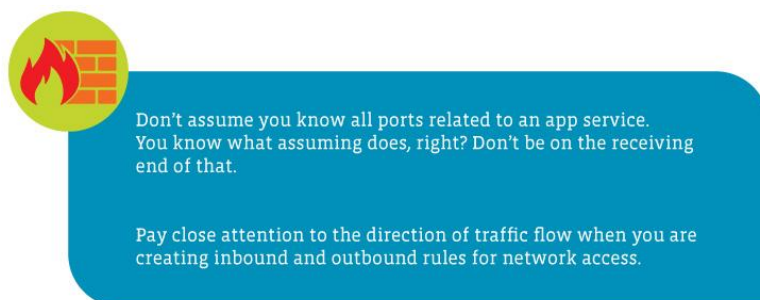 Don't assume you know all ports related to an app service.
You know what assuming does, right? Don't be on the receiving
end of that.
Pay close attention to the direction of traffic flow when you are
creating inbound and outbound rules for network access.